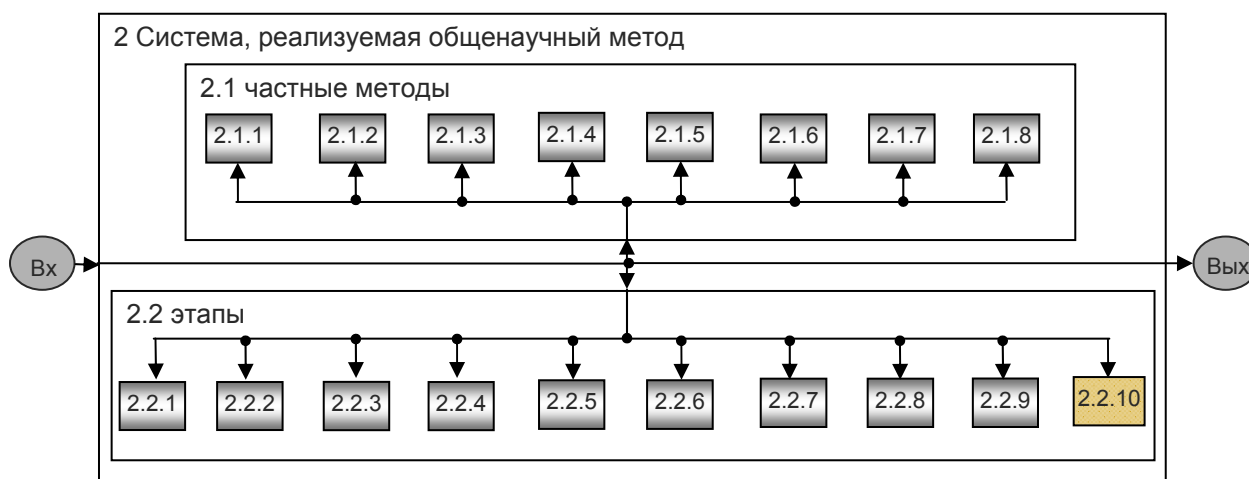 2 Система, реализуемая общенаучный метод
2.1 частные методы
2.1.1 2.1.2 2.1.3 2.1.4 2.1.5 2.1.6 2.1.7 2.1.8
Вх Вых
2.2 этапы
2.2.1 2.2.2 2.2.3 2.2.4 2.2.5 2.2.6 2.2.7 2.2.8 2.2.9 2.2.10